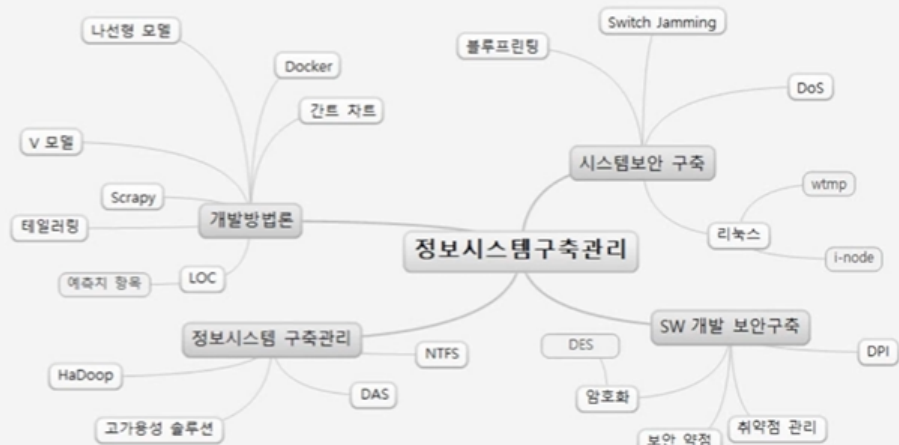 나선형 모델
Docker
간트 차트
V 모델
Scrapy
테일러링
개발방법론
예측치 항목
LOC
블루프린팅
Switch Jamming
DoS
시스템보안 구축
wtmp
리눅스
i-node
정보시스템구축관리
정보시스템 구축관리
NTFS
HaDoop
DAS
고가용성 솔루션
SW 개발 보안구축
DES
DPI
암호화
보안 약점
취약점 관리